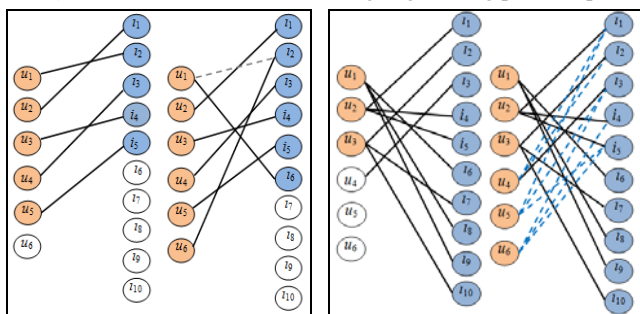 u₁
u₂
u₃
u₄
u₅
u₆
i₁
i₂
i₃
i₄
i₅
i₆
i₇
i₈
i₉
i₁₀
u₁
u₂
u₃
u₄
u₅
u₆
i₁
i₂
i₃
i₄
i₅
i₆
i₇
i₈
i₉
i₁₀
u₁
u₂
u₃
u₄
u₅
u₆
i₁
i₂
i₃
i₄
i₅
i₆
i₇
i₈
i₉
i₁₀
u₁
u₂
u₃
u₄
u₅
u₆
i₁
i₂
i₃
i₄
i₅
i₆
i₇
i₈
i₉
i₁₀